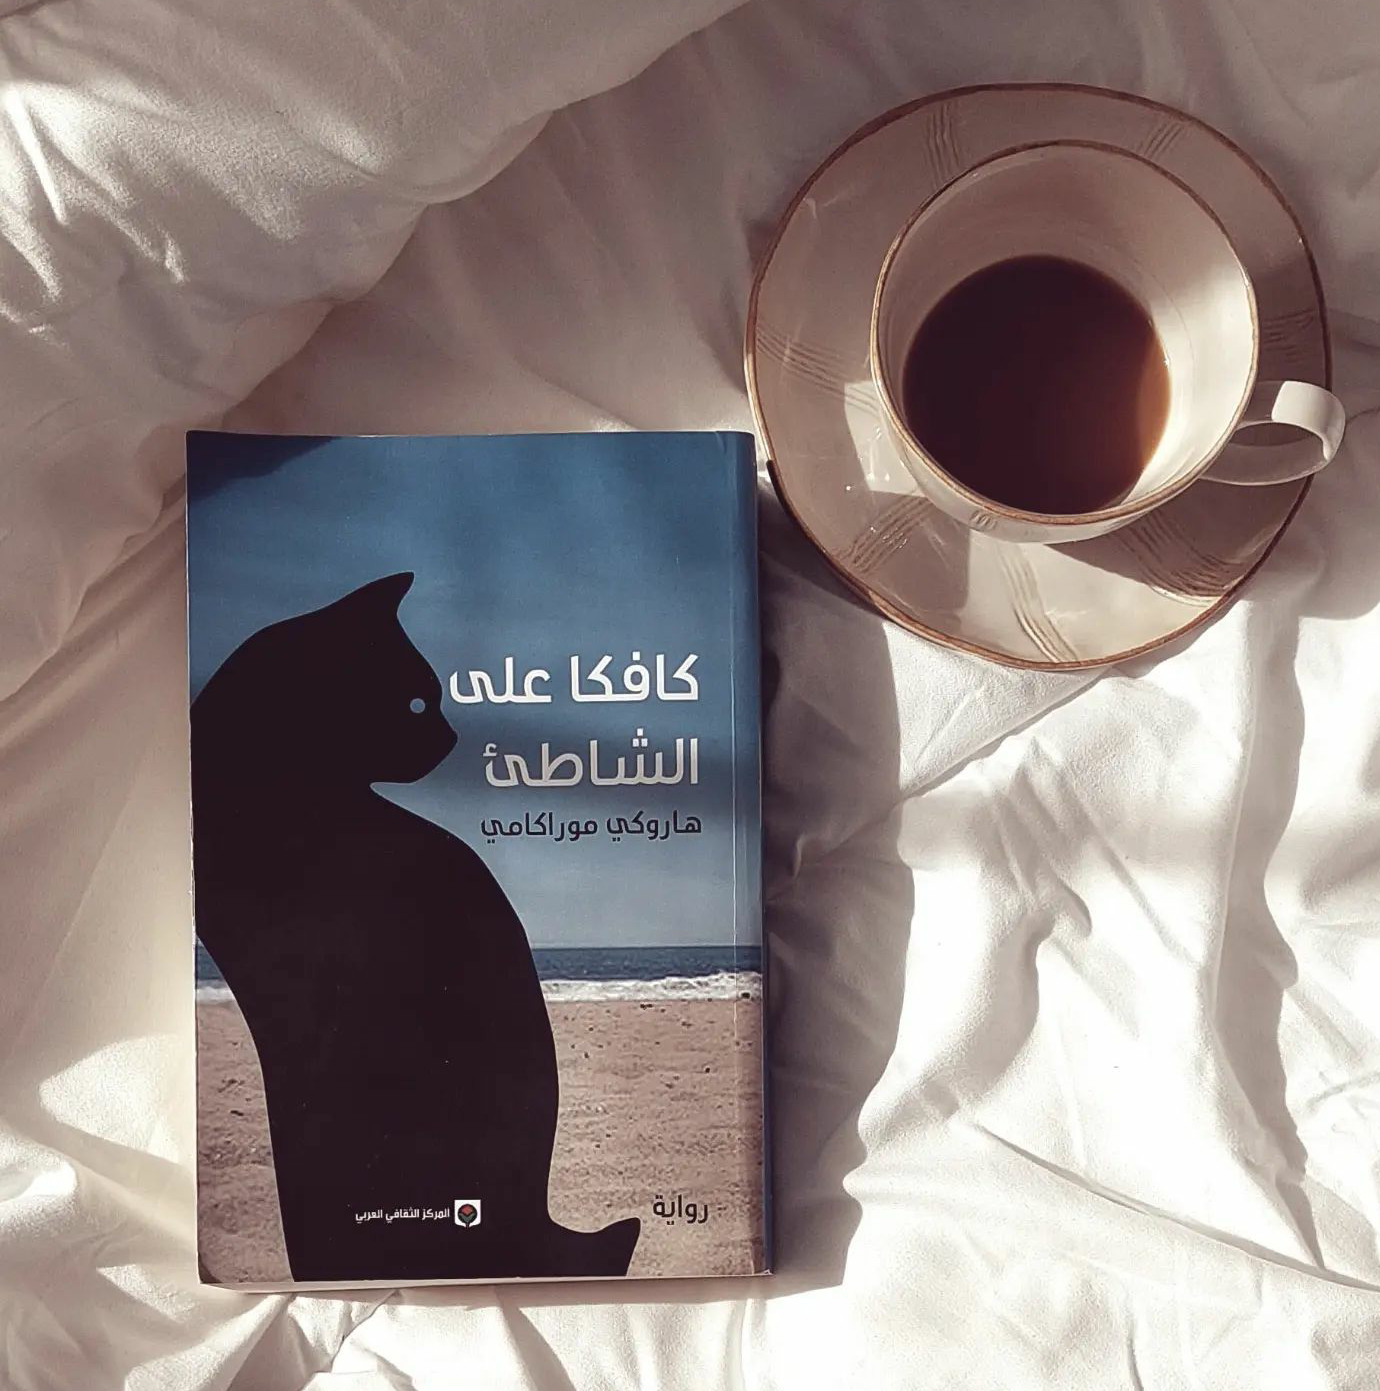 كافكا على
الشاطئ
هاروكي موراكامي
رواية
المركز الثقافي العربي